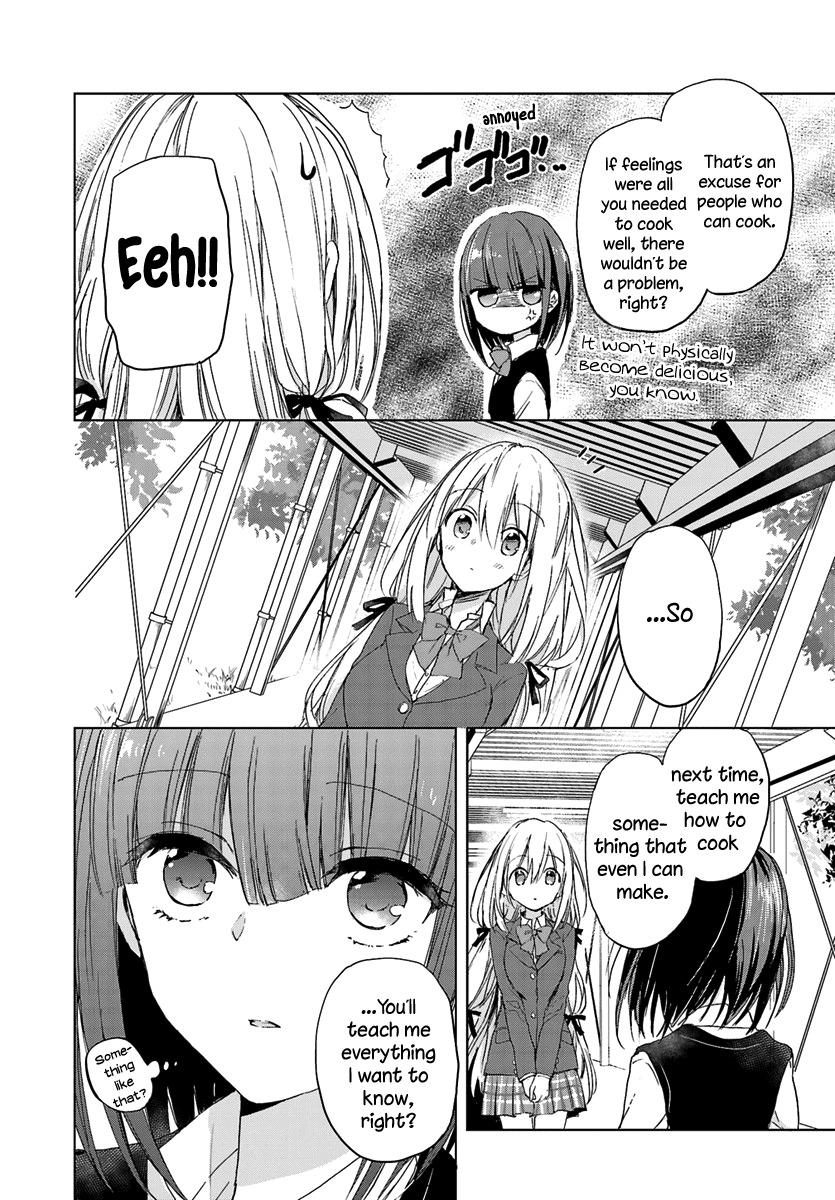 That's an
excuse for
people who
can cook.
If feelings
were all
you needed
to cook
well, there
wouldn't be
a problem,
right?
It won't physically
become delicious,
you know.
annoyed
ゴゴゴ…
Eeh!!
...So
next time,
teach me
how to
cook
some-
thing that
even I can
make.
...You'll
teach me
everything
I want to
know,
right?
Some-
thing
like
that?